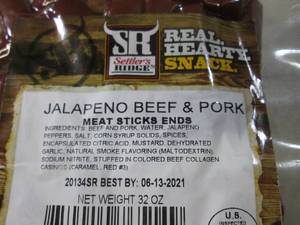 SR
Settler's
RIDGE
REAL.
HEARTY.
SNACK.
JALAPENO BEEF & PORK
MEAT STICKS ENDS
INGREDIENTS: BEEF AND PORK, WATER, JALAPENO
PEPPERS, SALT, CORN SYRUP SOLIDS, SPICES,
ENCAPSULATED CITRIC ACID, MUSTARD, DEHYDRATED
GARLIC, NATURAL SMOKE FLAVORING (MALTODEXTRIN),
SODIUM NITRITE, STUFFED IN COLORED BEEF COLLAGEN
CASINGS (CARAMEL, RED #3)
20134SR BEST BY: 06-13-2021
NET WEIGHT 32 OZ
U.S.
INSPECTED